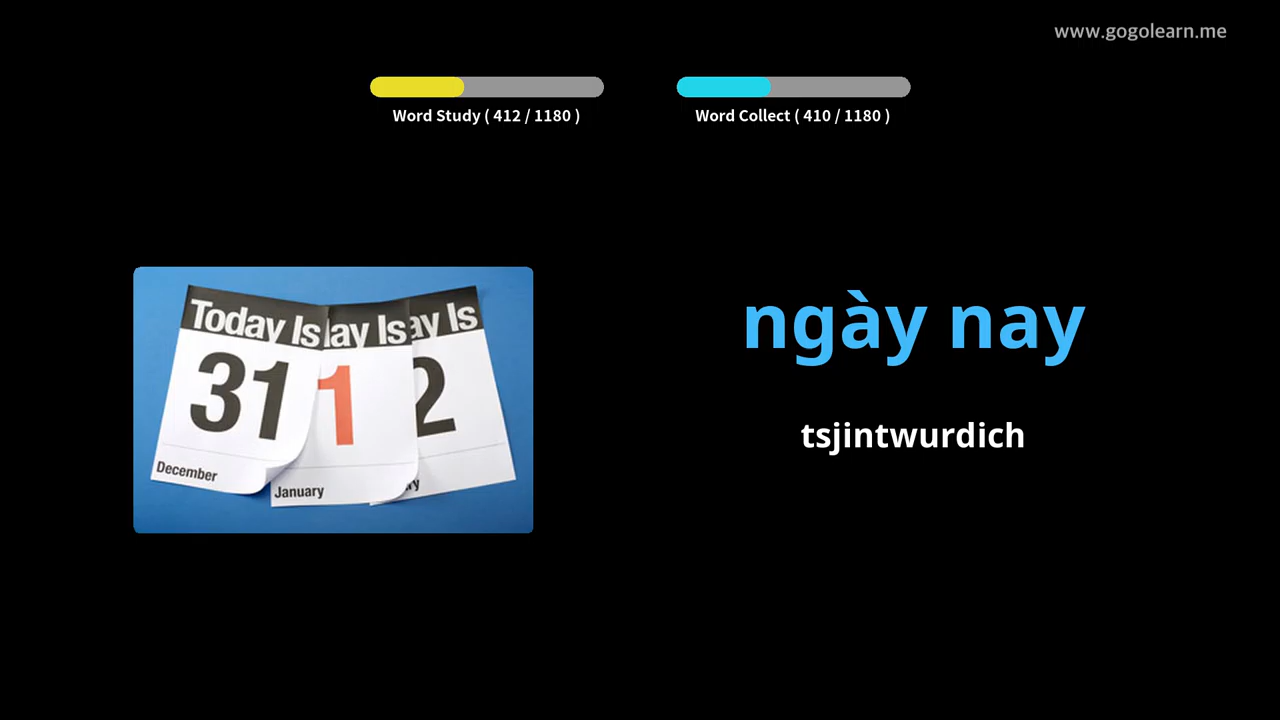 www.gogolearn.me
Word Study ( 412 / 1180 )
Word Collect ( 410 / 1180 )
Today Is
ay Is
ay Is
31
1
2
December
January
ry
ngày nay
tsjintwurdich